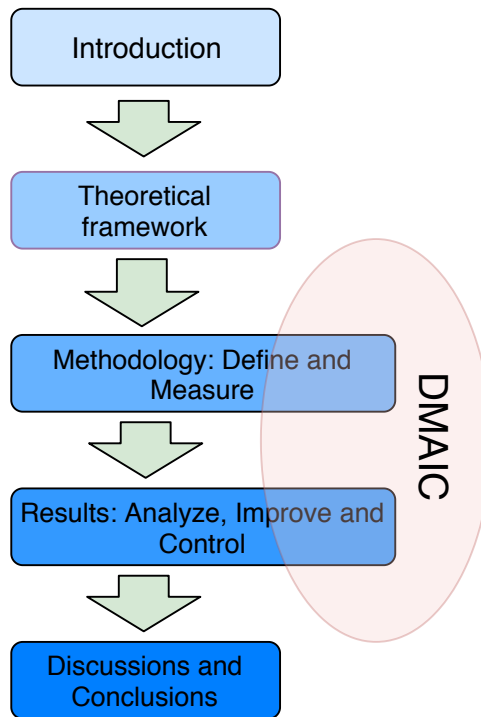 Introduction
Theoretical
framework
Methodology: Define and
Measure
DMAIC
Results: Analyze, Improve and
Control
Discussions and
Conclusions